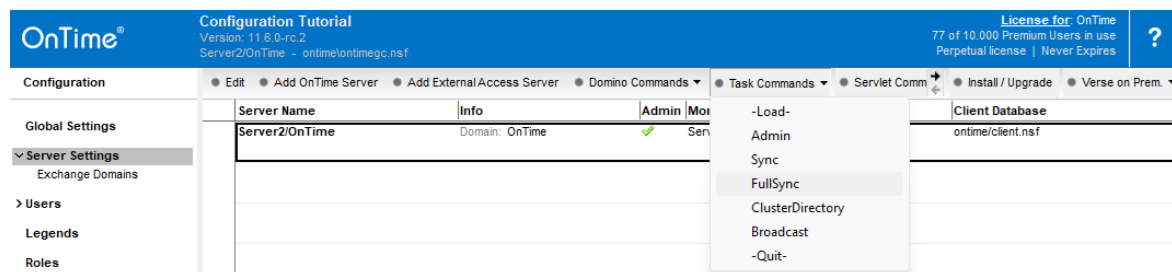 OnTime®
Configuration Tutorial
Version: 11.6.0-rc.2
Server2/OnTime - ontime\ontimegc.nsf
License for: OnTime
77 of 10.000 Premium Users in use
Perpetual license | Never Expires
?
Configuration
Edit
Add OnTime Server
Add External Access Server
Domino Commands
Task Commands
Servlet Comm
Install / Upgrade
Verse on Prem.
Global Settings
Server Settings
Exchange Domains
Users
Legends
Roles
Server Name
Info
Admin
Mo
Client Database
Server2/OnTime
Domain: OnTime
Ser
ontime/client.nsf
-Load-
Admin
Sync
FullSync
ClusterDirectory
Broadcast
-Quit-